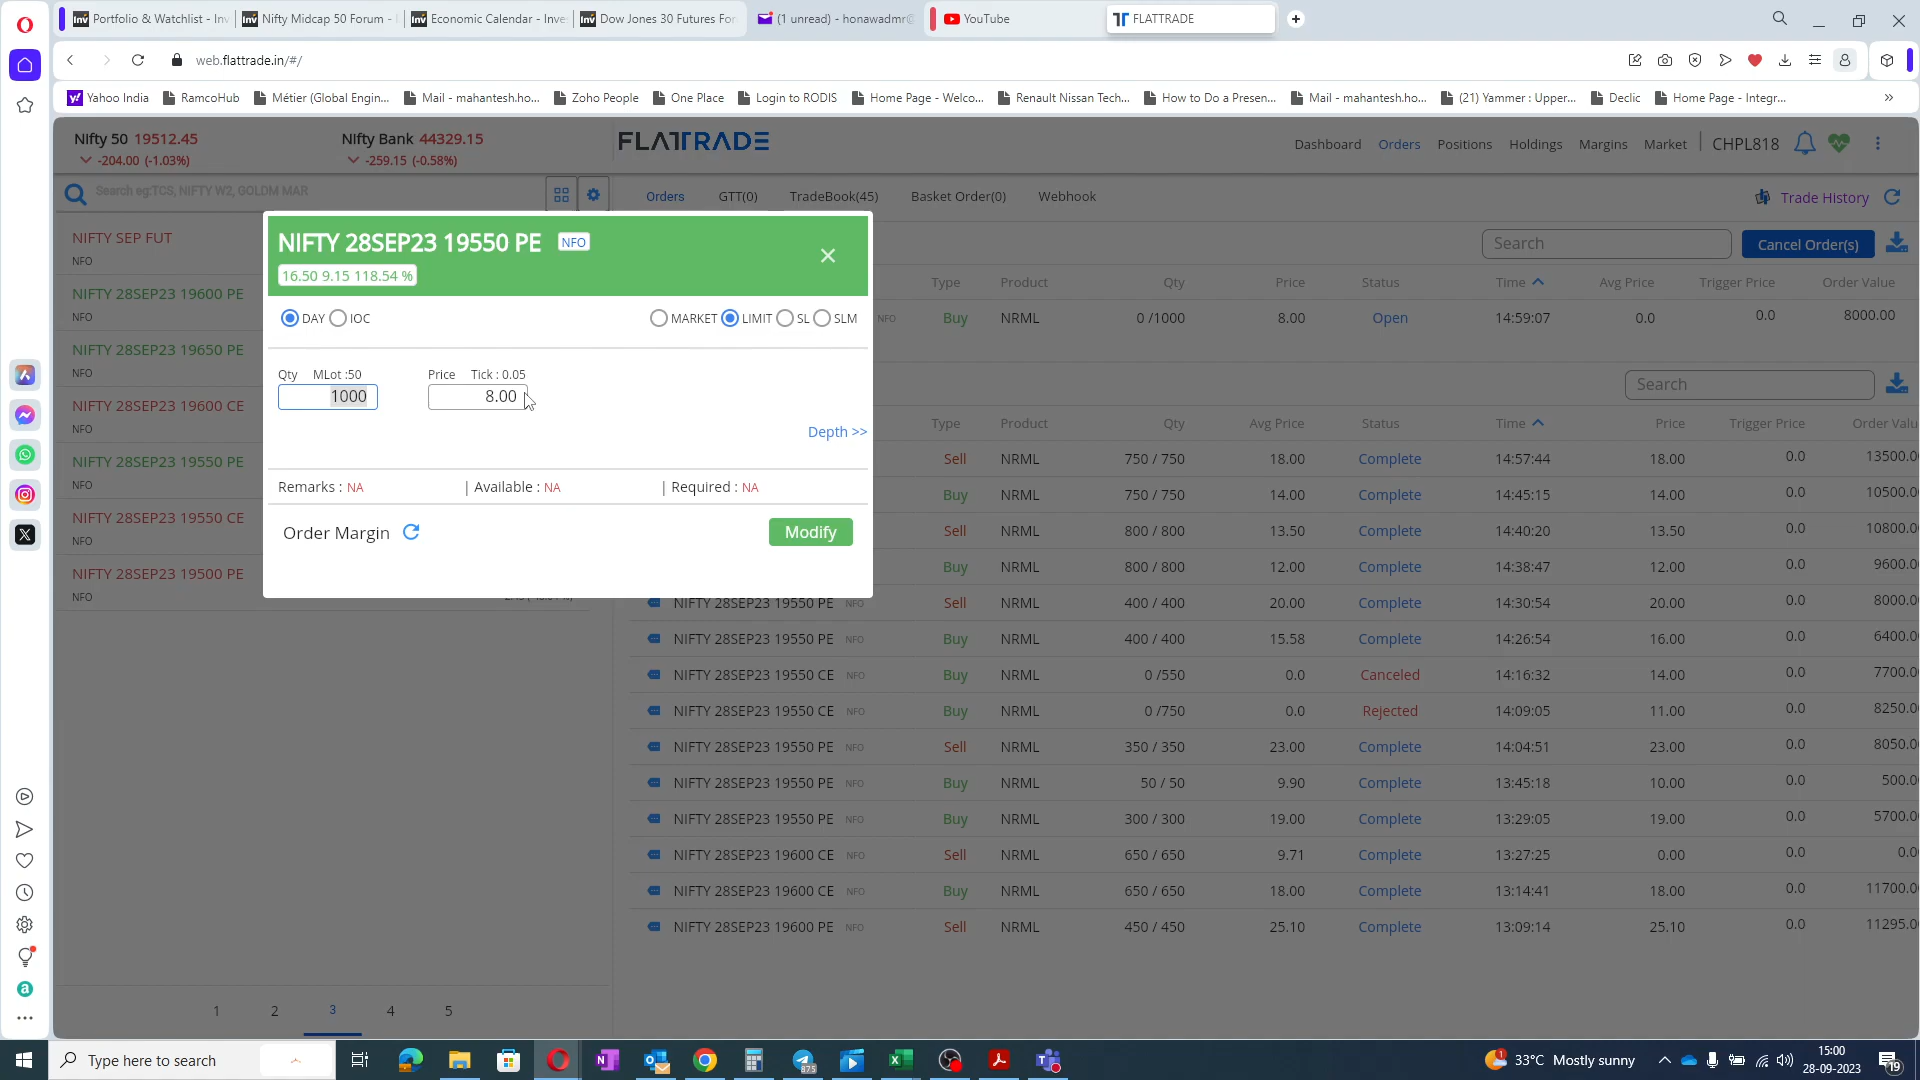 Portfolio & Watchlist - Inv
Nifty Midcap 50 Forum -
Economic Calendar - Inve
Dow Jones 30 Futures For
(1 unread) - honawadmr@
YouTube
FLATTRADE
web.flattrade.in/#/
Yahoo India
RamcoHub
Métier (Global Engin...
Mail - mahantesh.ho...
Zoho People
One Place
Login to RODIS
Home Page - Welco...
Renault Nissan Tech...
How to Do a Presen...
Mail - mahantesh.ho...
(21) Yammer : Upper...
Declic
Home Page - Integr...
Nifty 50 19512.45
-204.00 (-1.03%)
Nifty Bank 44329.15
-259.15 (-0.58%)
FLATTRADE
Dashboard Orders Positions Holdings Margins Market CHPL818
Search eg:TCS, NIFTY W2, GOLDM MAR
Orders GTT(0) TradeBook(45) Basket Order(0) Webhook
Trade History
NIFTY SEP FUT
NFO
NIFTY 28SEP23 19600 PE
NFO
NIFTY 28SEP23 19650 PE
NFO
NIFTY 28SEP23 19600 CE
NFO
NIFTY 28SEP23 19550 PE
NFO
NIFTY 28SEP23 19550 CE
NFO
NIFTY 28SEP23 19500 PE
NFO
1 2 3 4 5
NIFTY 28SEP23 19550 PE NFO
16.50 9.15 118.54 %
DAY IOC MARKET LIMIT SL SLM
Qty MLot :50 Price Tick : 0.05
1000 8.00
Depth >>
Remarks : NA | Available : NA | Required : NA
Order Margin Modify
Search Cancel Order(s)
Type Product Qty Price Status Time Avg Price Trigger Price Order Value
NFO Buy NRML 0 /1000 8.00 Open 14:59:07 0.0 0.0 8000.00
Search
Type Product Qty Avg Price Status Time Price Trigger Price Order Valu
Sell NRML 750 / 750 18.00 Complete 14:57:44 18.00 0.0 13500.0
Buy NRML 750 / 750 14.00 Complete 14:45:15 14.00 0.0 10500.0
Sell NRML 800 / 800 13.50 Complete 14:40:20 13.50 0.0 10800.0
Buy NRML 800 / 800 12.00 Complete 14:38:47 12.00 0.0 9600.0
NIFTY 28SEP23 19550 PE NFO Sell NRML 400 / 400 20.00 Complete 14:30:54 20.00 0.0 8000.0
NIFTY 28SEP23 19550 PE NFO Buy NRML 400 / 400 15.58 Complete 14:26:54 16.00 0.0 6400.0
NIFTY 28SEP23 19550 CE NFO Buy NRML 0 /550 0.0 Canceled 14:16:32 14.00 0.0 7700.0
NIFTY 28SEP23 19550 CE NFO Buy NRML 0 /750 0.0 Rejected 14:09:05 11.00 0.0 8250.0
NIFTY 28SEP23 19550 PE NFO Sell NRML 350 / 350 23.00 Complete 14:04:51 23.00 0.0 8050.0
NIFTY 28SEP23 19550 PE NFO Buy NRML 50 / 50 9.90 Complete 13:45:18 10.00 0.0 500.0
NIFTY 28SEP23 19550 PE NFO Buy NRML 300 / 300 19.00 Complete 13:29:05 19.00 0.0 5700.0
NIFTY 28SEP23 19600 CE NFO Sell NRML 650 / 650 9.71 Complete 13:27:25 0.00 0.0 0.0
NIFTY 28SEP23 19600 CE NFO Buy NRML 650 / 650 18.00 Complete 13:14:41 18.00 0.0 11700.0
NIFTY 28SEP23 19600 PE NFO Sell NRML 450 / 450 25.10 Complete 13:09:14 25.10 0.0 11295.0
Type here to search
875
33°C Mostly sunny
15:00
28-09-2023
19